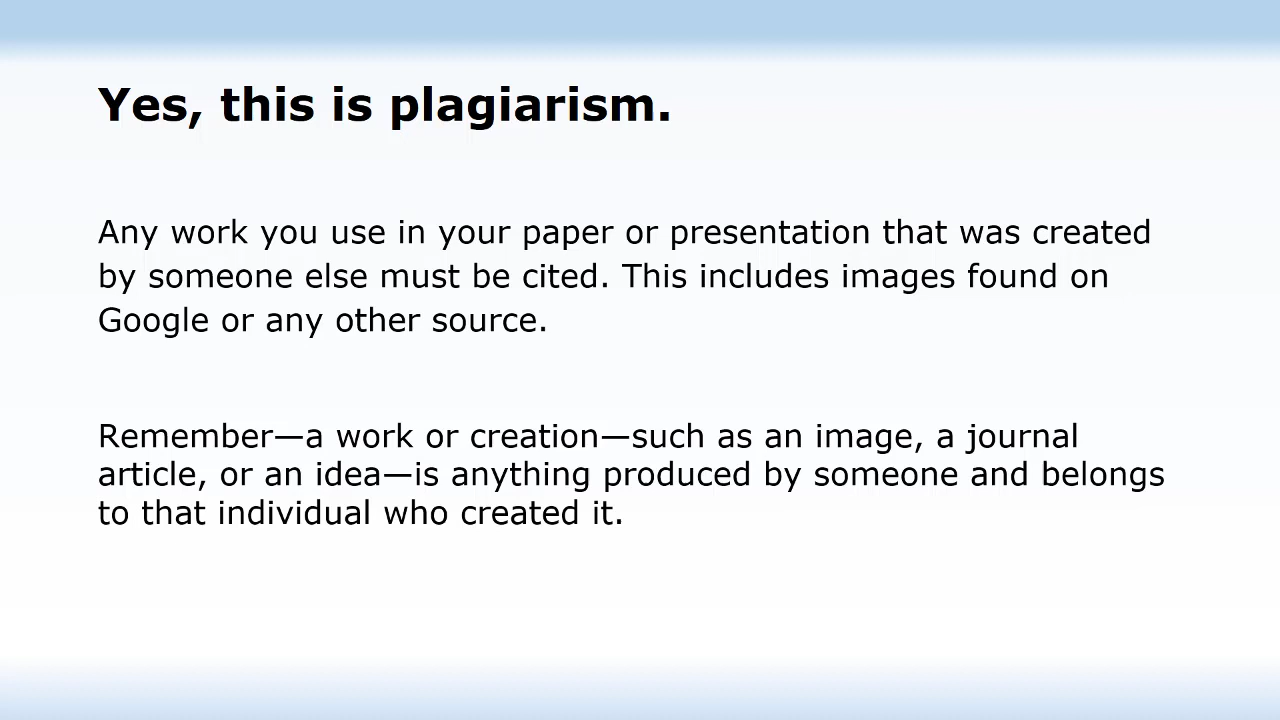 Yes, this is plagiarism.
Any work you use in your paper or presentation that was created
by someone else must be cited. This includes images found on
Google or any other source.
Remember—a work or creation—such as an image, a journal
article, or an idea—is anything produced by someone and belongs
to that individual who created it.